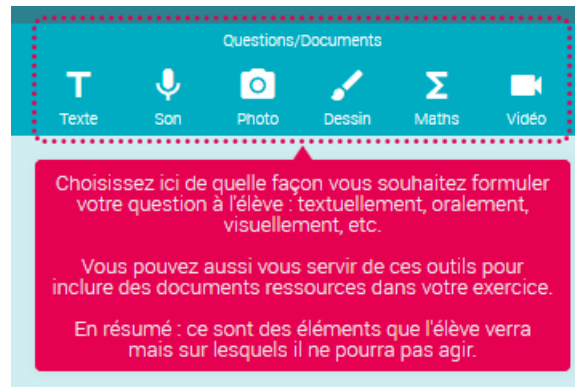 Questions/Documents
T
Texte
Son
Photo
Dessin
Σ
Maths
Vidéo
Choisissez ici de quelle façon vous souhaitez formuler
votre question à l'élève : textuellement, oralement,
visuellement, etc.
Vous pouvez aussi vous servir de ces outils pour
inclure des documents ressources dans votre exercice.
En résumé : ce sont des éléments que l'élève verra
mais sur lesquels il ne pourra pas agir.